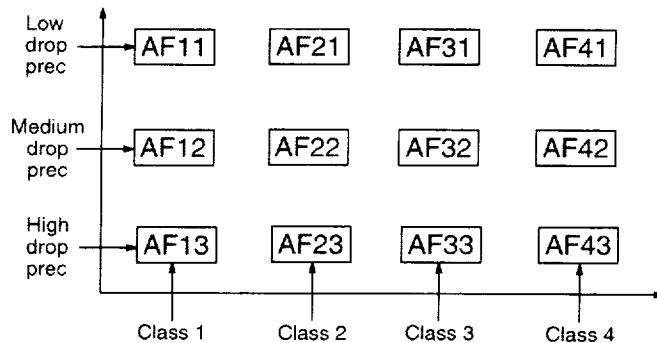 Low
drop
prec
AF11
AF21
AF31
AF41
Medium
drop
prec
AF12
AF22
AF32
AF42
High
drop
prec
AF13
AF23
AF33
AF43
Class 1
Class 2
Class 3
Class 4